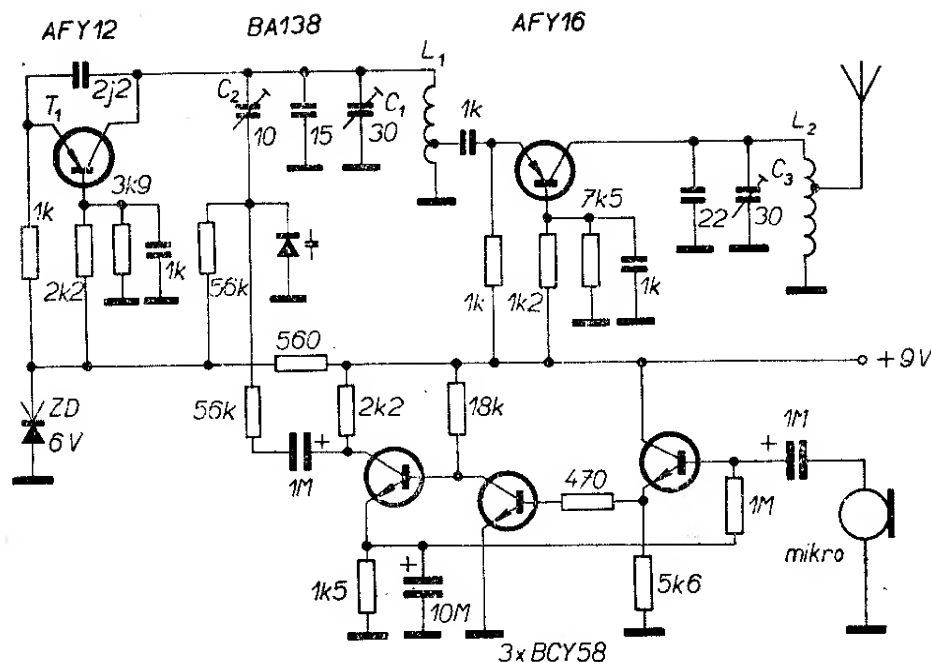 AFY12 BA138 AFY16
L1
2j2
C2
C1
T1
10 15 30
1k
L2
3k9
7k5
C3
1k
22 30
2k2
1k
56k
1k 1k2
1k
560
+9V
ZD
6V
56k
2k2
18k
+
1M
470
+
1M
1M
mikro
1k5
+
10M
5k6
3xBCY58